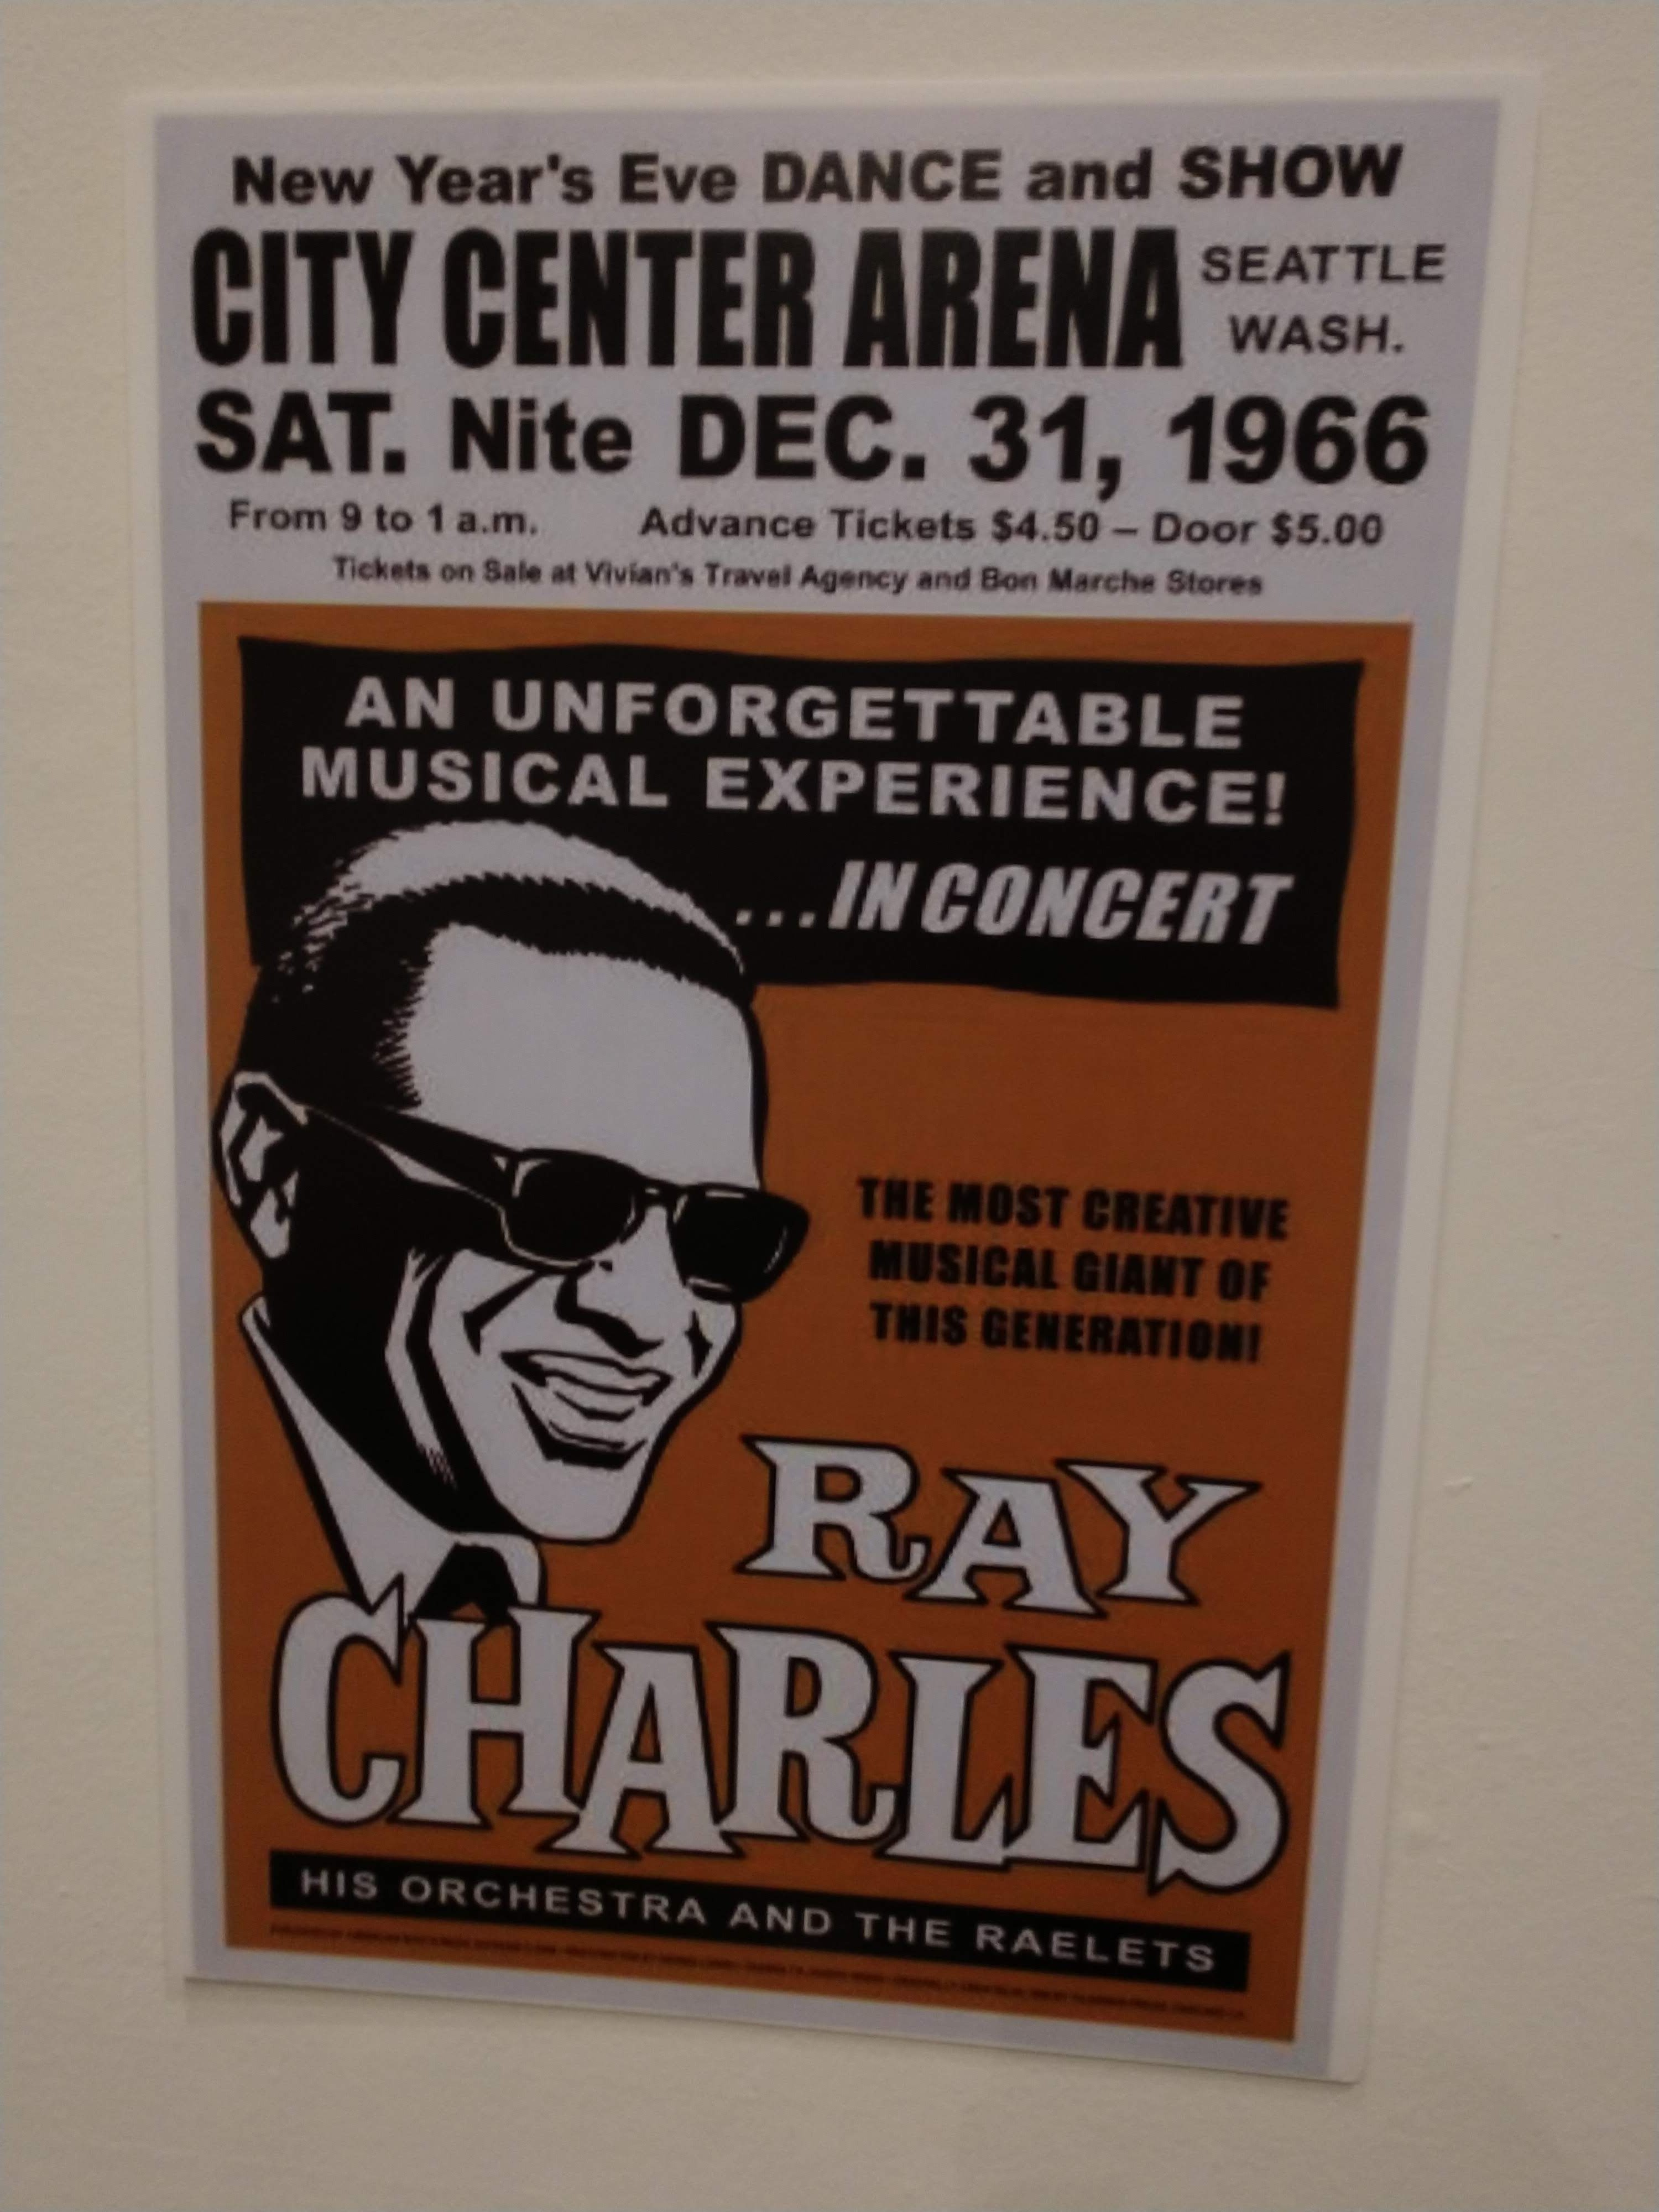 New Year's Eve DANCE and SHOW
CITY CENTER ARENA SEATTLE WASH.
SAT. Nite DEC. 31, 1966
From 9 to 1 a.m. Advance Tickets $4.50 – Door $5.00
Tickets on Sale at Vivian's Travel Agency and Bon Marche Stores
AN UNFORGETTABLE
MUSICAL EXPERIENCE!
...IN CONCERT
THE MOST CREATIVE
MUSICAL GIANT OF
THIS GENERATION!
RAY
CHARLES
HIS ORCHESTRA AND THE RAELETS